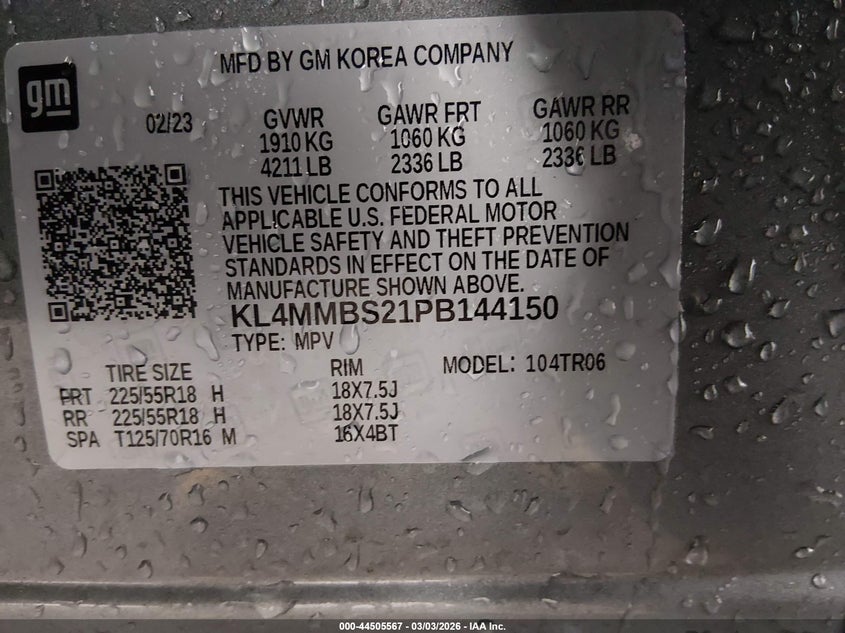 MFD BY GM KOREA COMPANY
gm
02/23
GVWR GAWR FRT GAWR RR
1910 KG 1060 KG 1060 KG
4211 LB 2336 LB 2336 LB
THIS VEHICLE CONFORMS TO ALL
APPLICABLE U.S. FEDERAL MOTOR
VEHICLE SAFETY AND THEFT PREVENTION
STANDARDS IN EFFECT ON THE DATE OF
MANUFACTURE SHOWN ABOVE.
KL4MMBS21PB144150
TYPE: MPV
TIRE SIZE RIM MODEL: 104TR06
FRT 225/55R18 H 18X7.5J
RR 225/55R18 H 18X7.5J
SPA T125/70R16 M 16X4BT
000-44505567 - 03/03/2026 - IAA Inc.